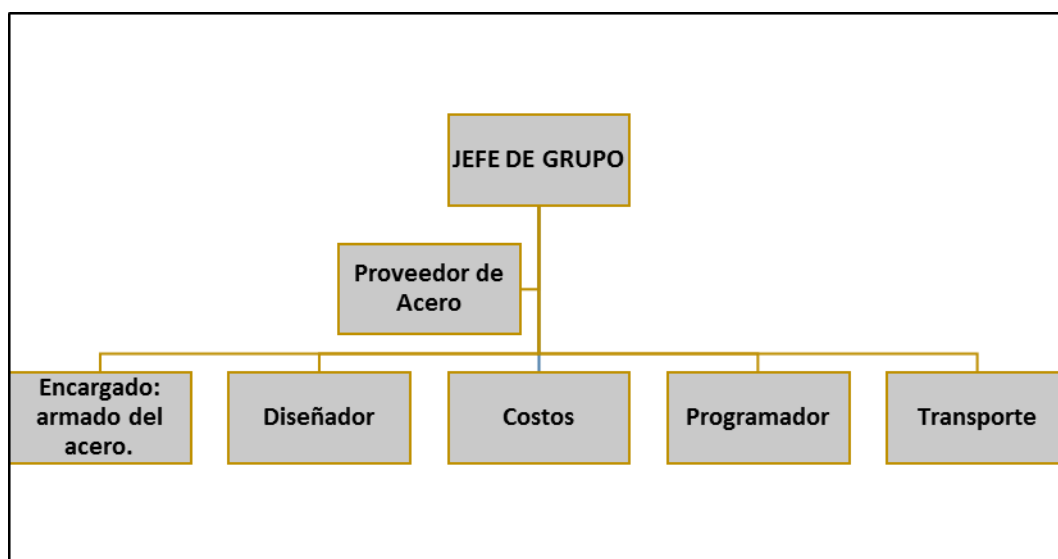 JEFE DE GRUPO
Proveedor de
Acero
Encargado:
armado del
acero.
Diseñador
Costos
Programador
Transporte